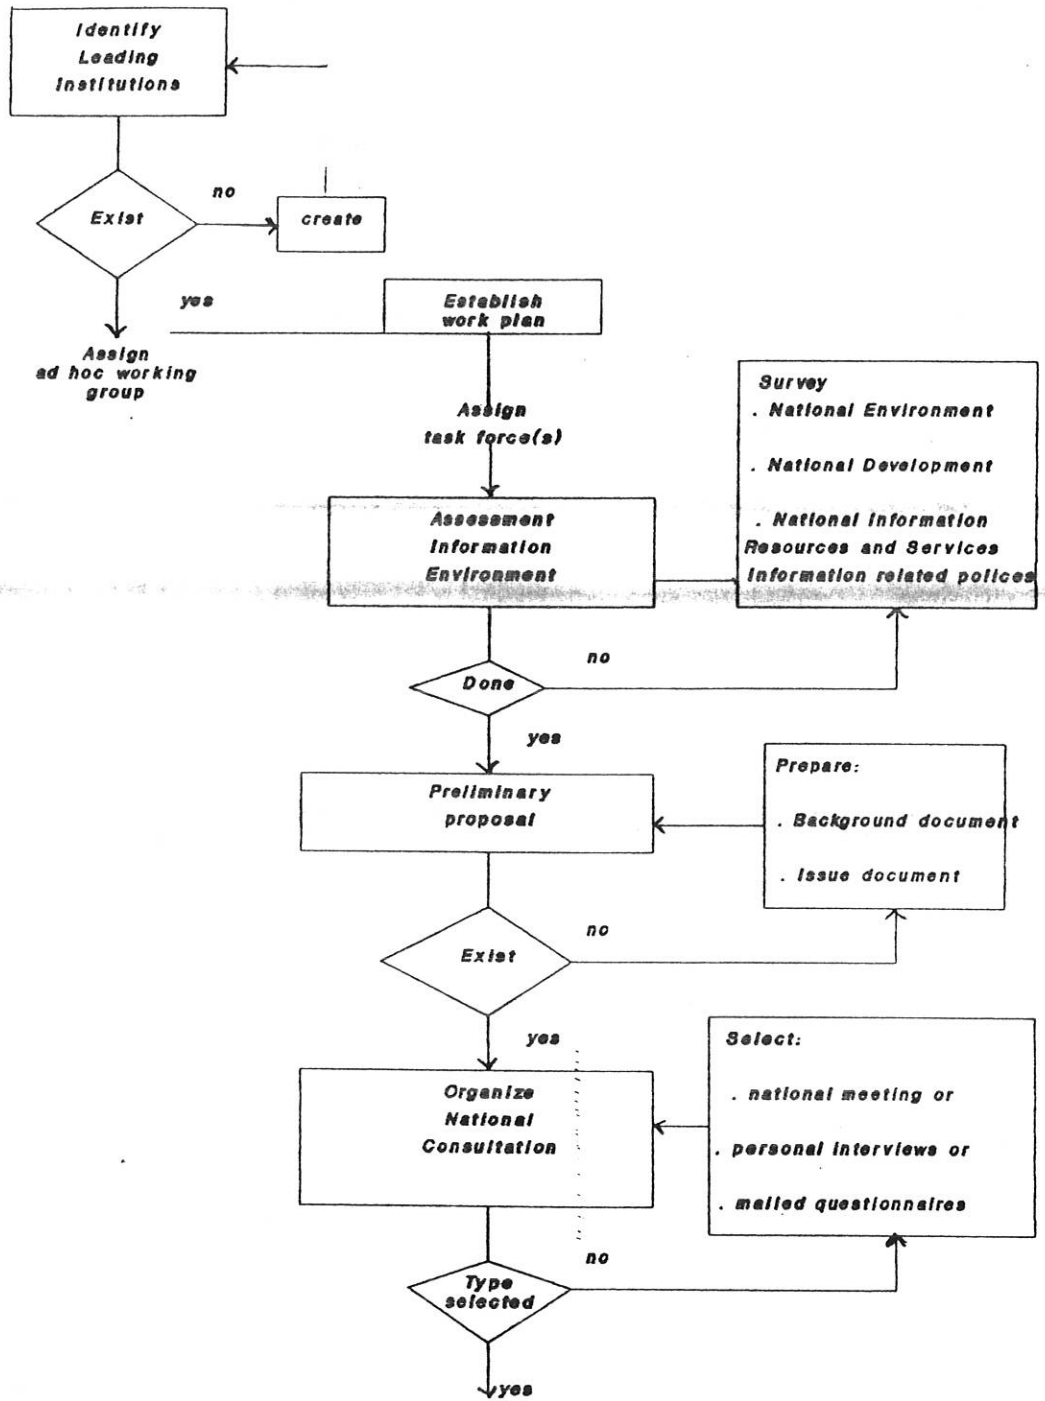 Identify
Leading
Institutions
no
Exist
create
yes
Establish
work plan
Assign
ad hoc working
group
Survey
. National Environment
Assign
task force(s)
. National Development
Assessment
Information
Environment
. National Information
Resources and Services
Information related polices
no
Done
yes
Preliminary
proposal
Prepare:
. Background document
. Issue document
no
Exist
yes
Organize
National
Consultation
Select:
. national meeting or
. personal interviews or
. mailed questionnaires
no
Type
selected
yes